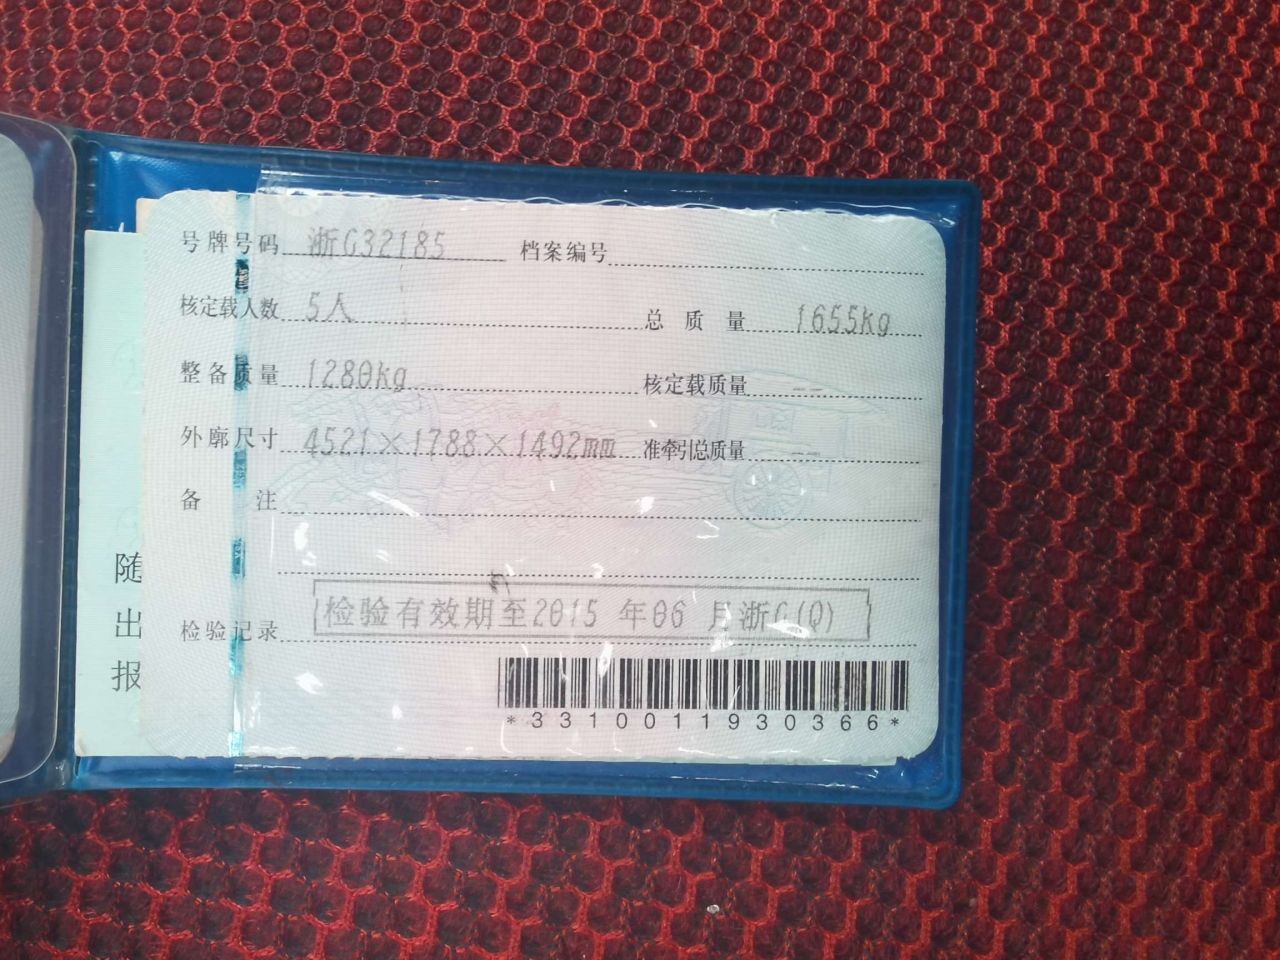 号牌号码 浙G32185 档案编号
核定载人数 5人 总质量 1655kg
整备质量 1280kg 核定载质量 --
外廓尺寸 4521×1788×1492mm 准牵引总质量 --
备注
检验记录 检验有效期至2015年06月浙G(Q)
*3310011930366*
随
出
报